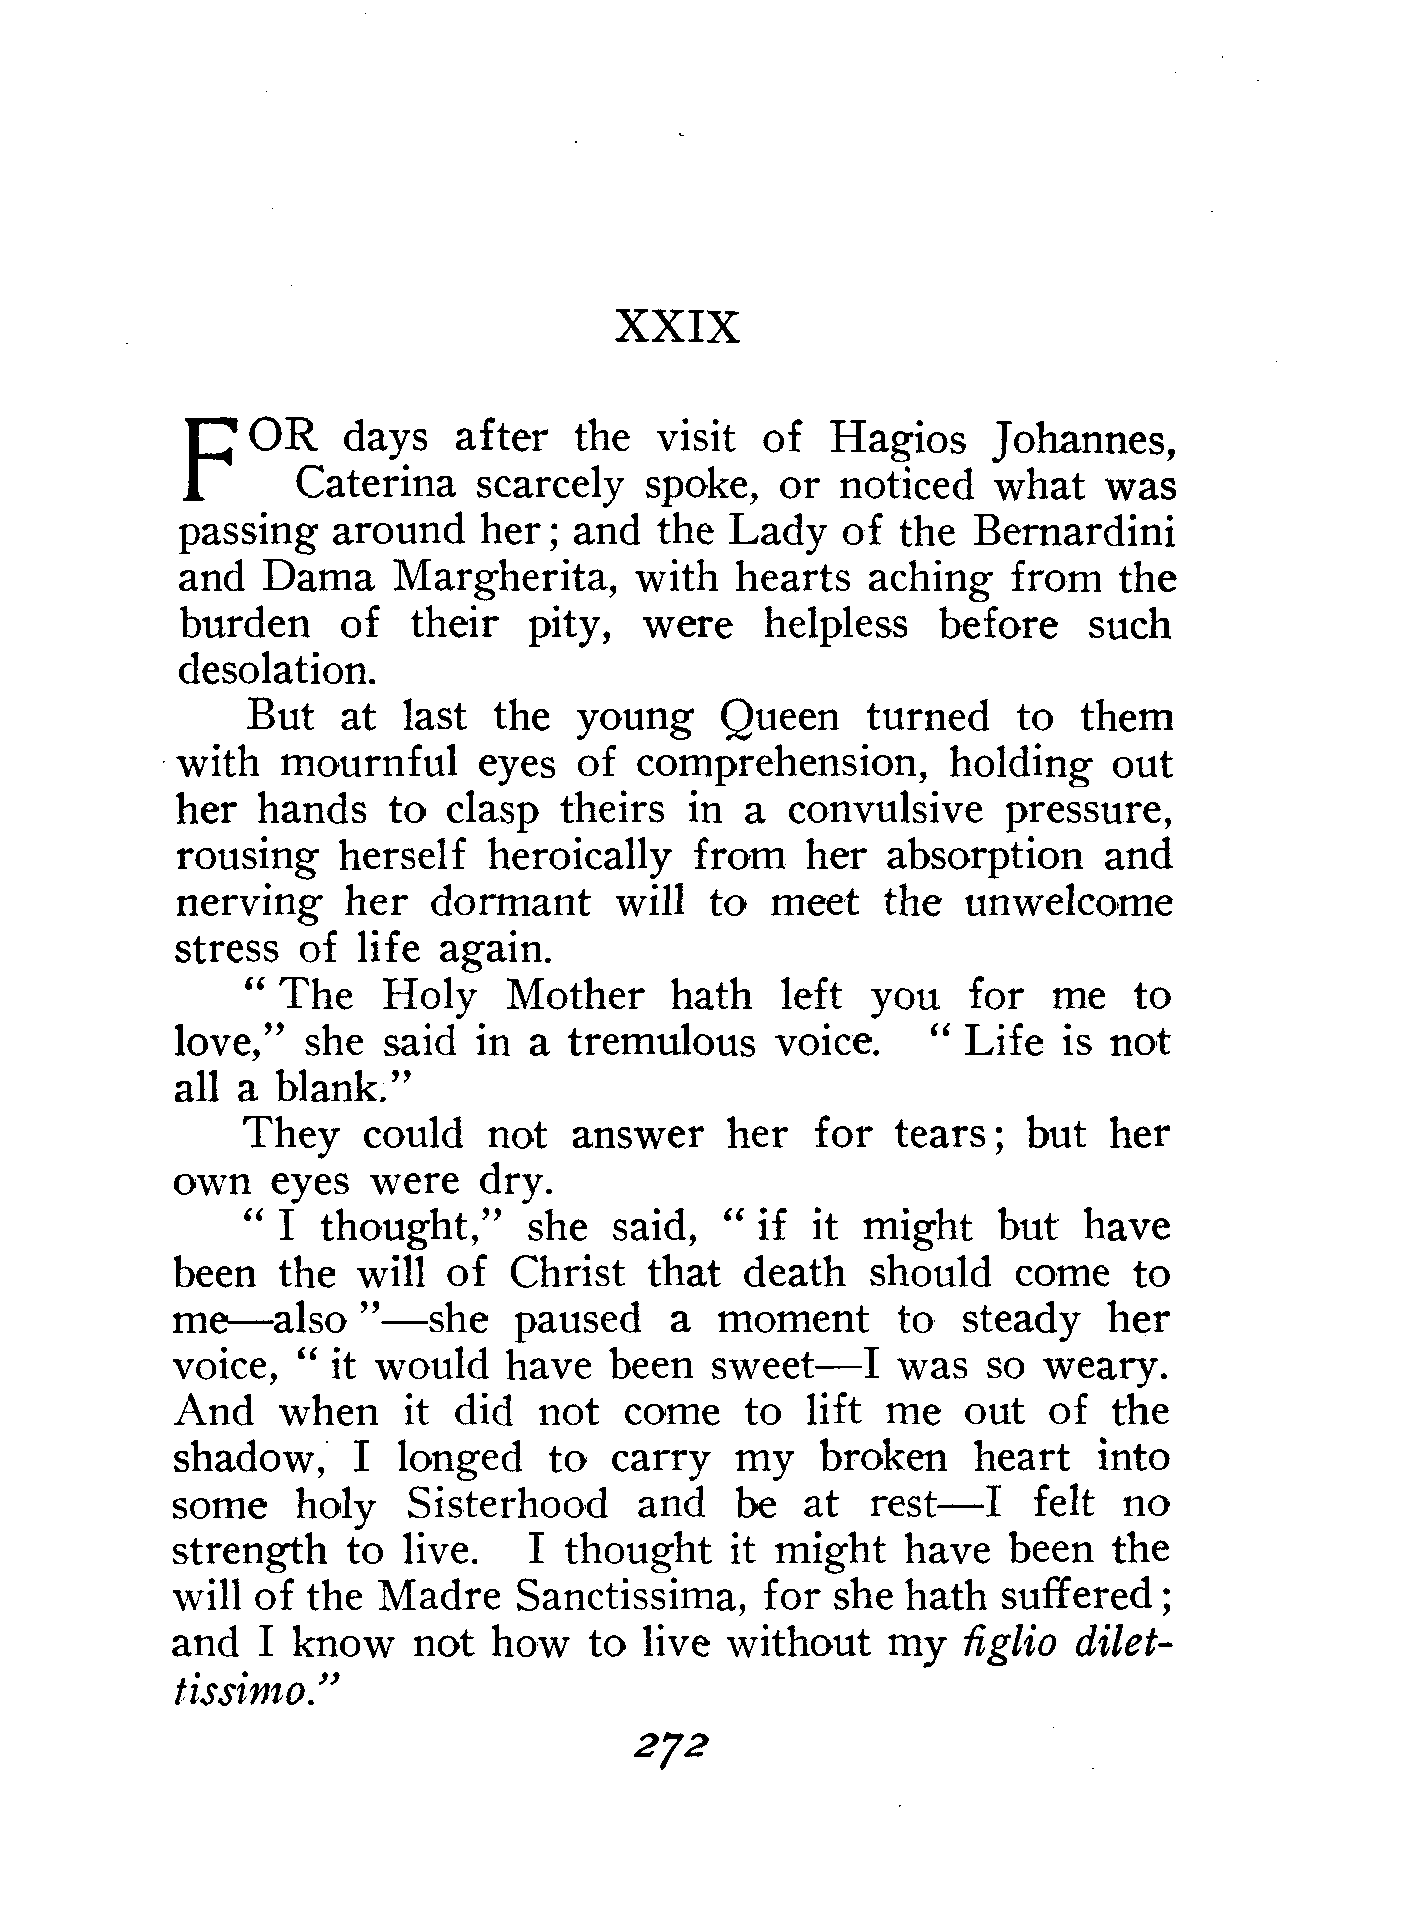 XXIX
FOR days after the visit of Hagios Johannes,
Caterina scarcely spoke, or noticed what was
passing around her; and the Lady of the Bernardini
and Dama Margherita, with hearts aching from the
burden of their pity, were helpless before such
desolation.
But at last the young Queen turned to them
with mournful eyes of comprehension, holding out
her hands to clasp theirs in a convulsive pressure,
rousing herself heroically from her absorption and
nerving her dormant will to meet the unwelcome
stress of life again.
“ The Holy Mother hath left you for me to
love,” she said in a tremulous voice. “ Life is not
all a blank.”
They could not answer her for tears; but her
own eyes were dry.
“ I thought,” she said, “ if it might but have
been the will of Christ that death should come to
me—also ”—she paused a moment to steady her
voice, “ it would have been sweet—I was so weary.
And when it did not come to lift me out of the
shadow, I longed to carry my broken heart into
some holy Sisterhood and be at rest—I felt no
strength to live. I thought it might have been the
will of the Madre Sanctissima, for she hath suffered;
and I know not how to live without my figlio dilet-
tissimo.”
272